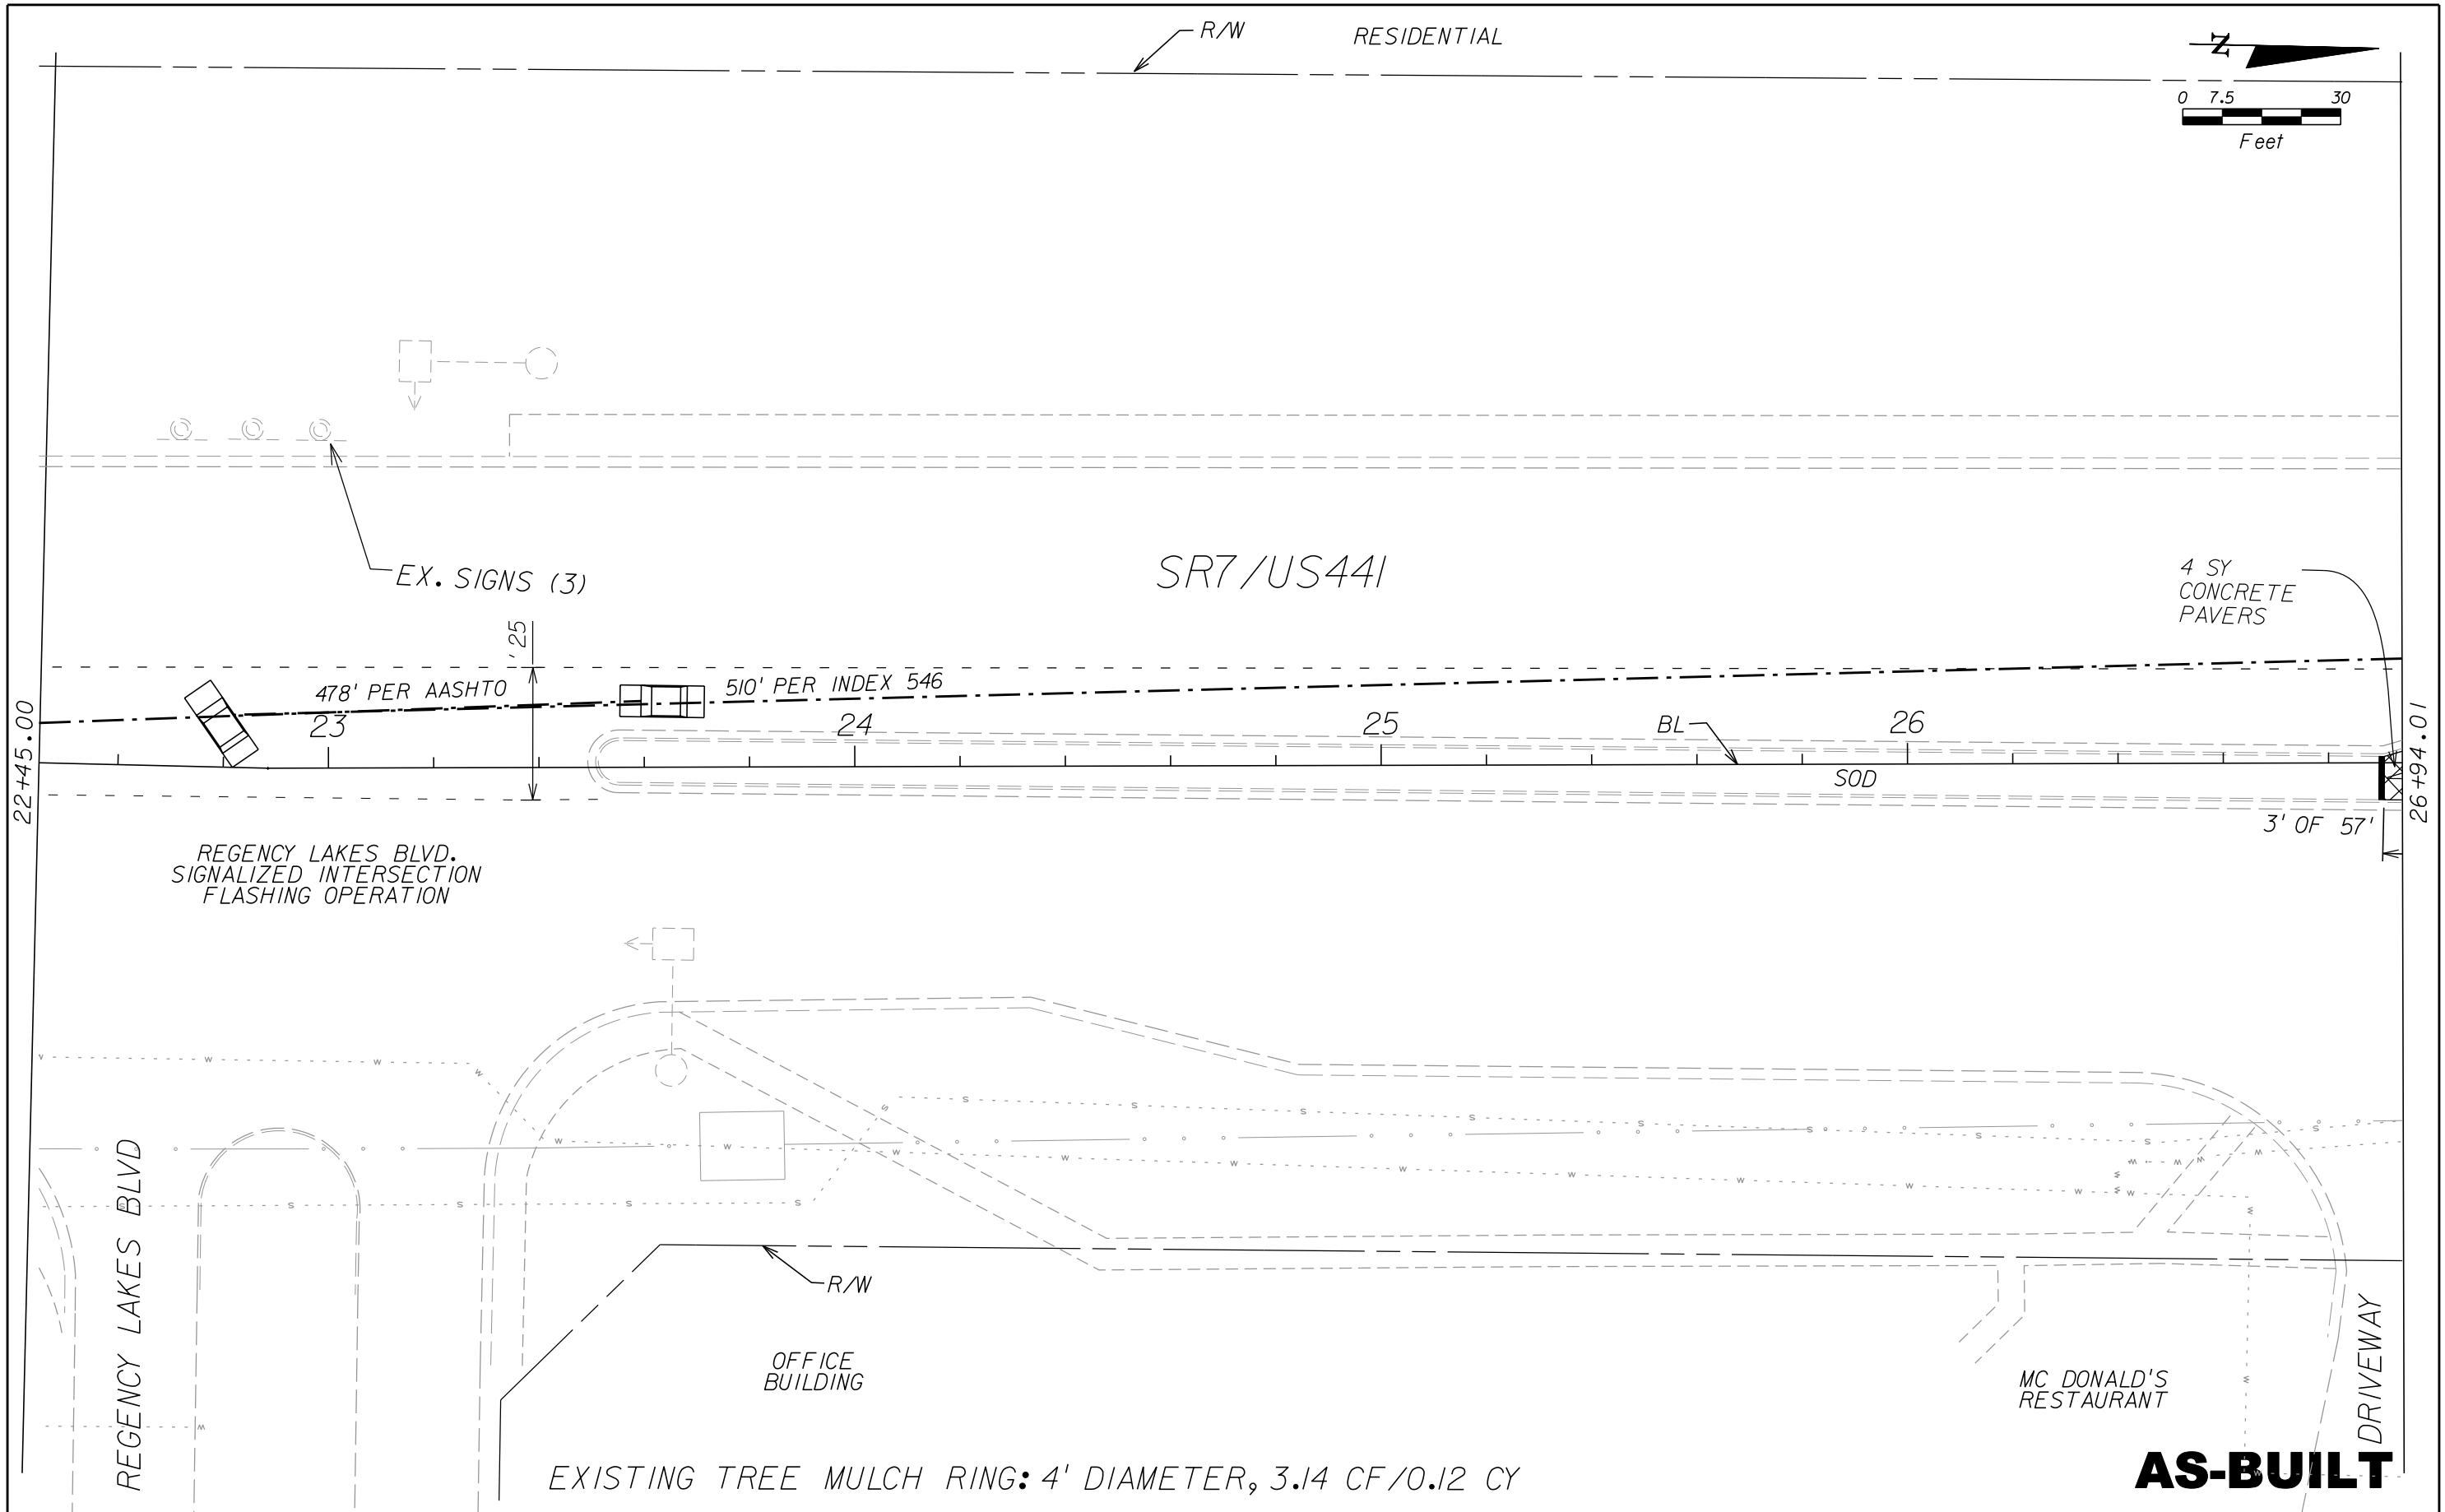 R/W
RESIDENTIAL
N
0 7.5 30
Feet
EX. SIGNS (3)
SR7/US441
4 SY
CONCRETE
PAVERS
'25
478' PER AASHTO
510' PER INDEX 546
22+45.00
23
24
25
BL
26
26+94.01
SOD
3' OF 57'
REGENCY LAKES BLVD.
SIGNALIZED INTERSECTION
FLASHING OPERATION
REGENCY LAKES BLVD
R/W
OFFICE
BUILDING
MC DONALD'S
RESTAURANT
DRIVEWAY
EXISTING TREE MULCH RING: 4' DIAMETER, 3.14 CF/0.12 CY
AS-BUILT